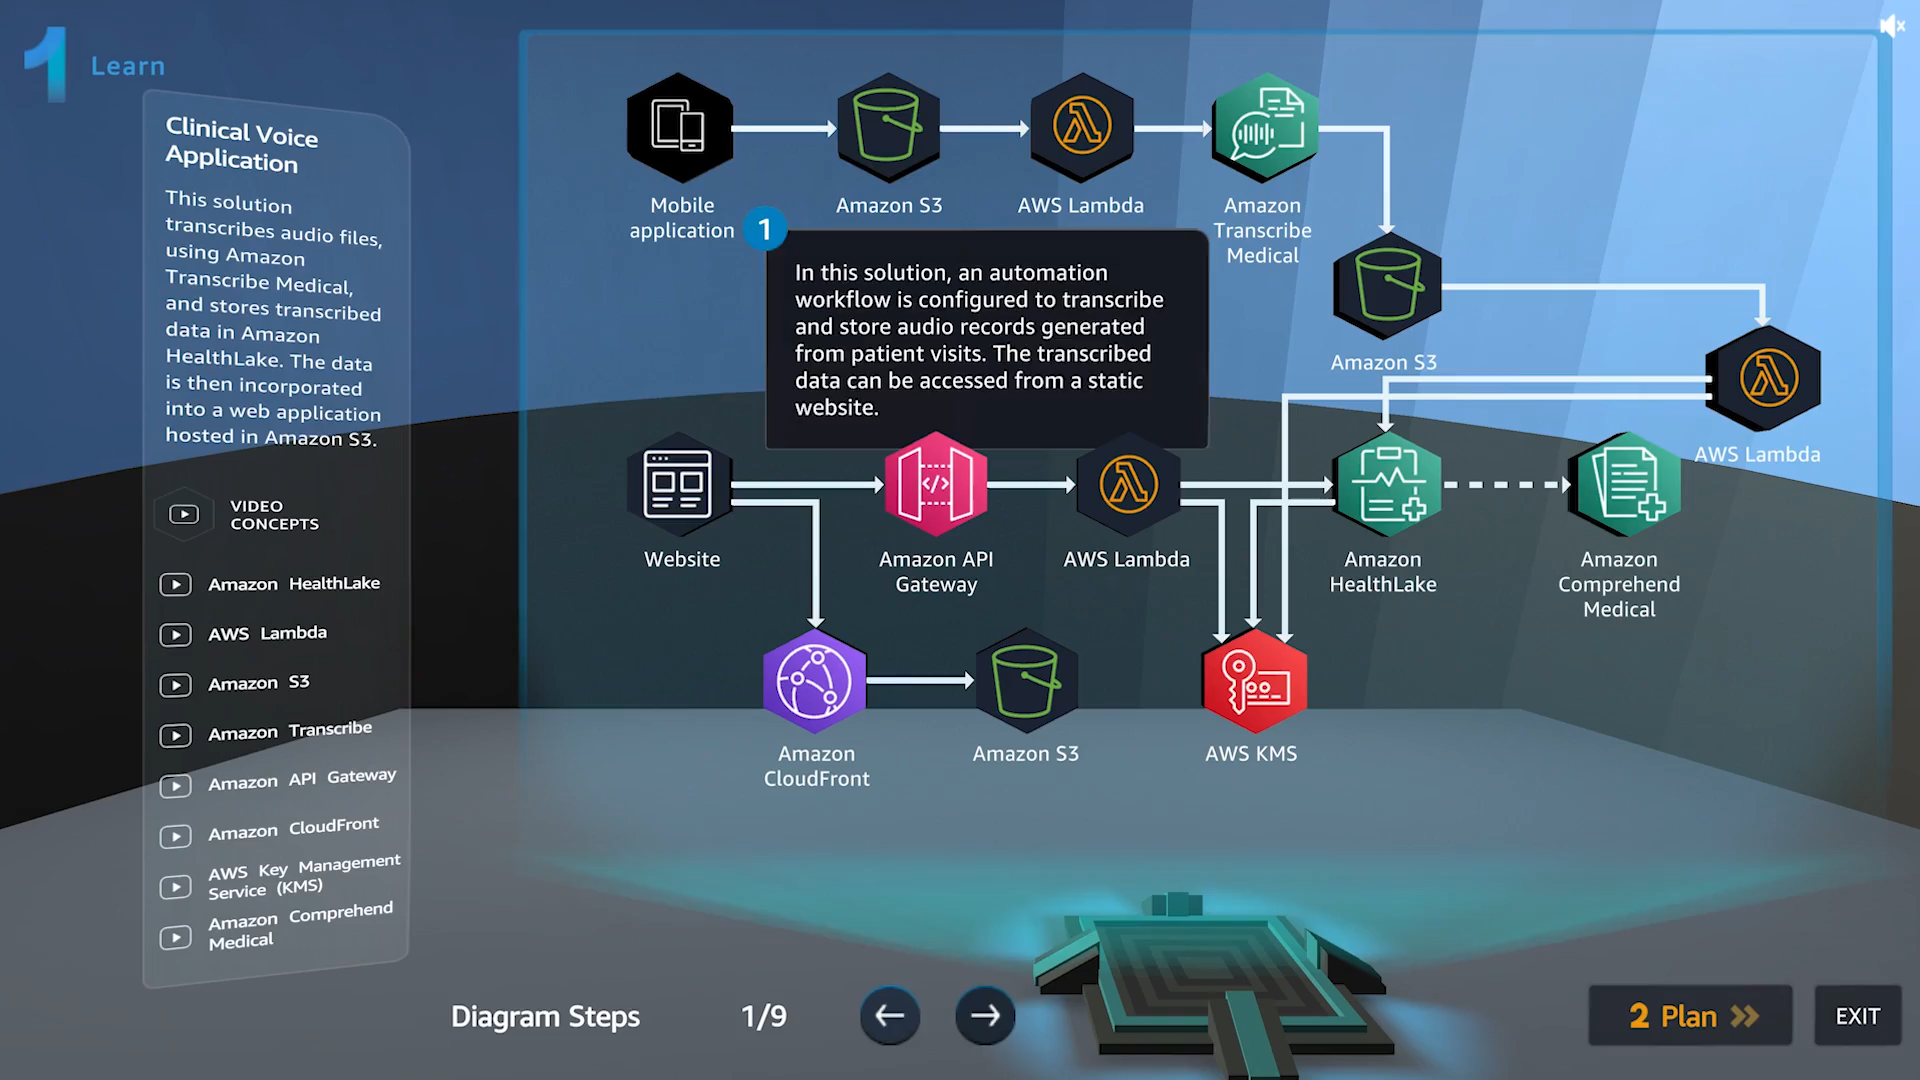 1 Learn
Clinical Voice
Application
This solution
transcribes audio files,
using Amazon
Transcribe Medical,
and stores transcribed
data in Amazon
HealthLake. The data
is then incorporated
into a web application
hosted in Amazon S3.
VIDEO
CONCEPTS
Amazon HealthLake
AWS Lambda
Amazon S3
Amazon Transcribe
Amazon API Gateway
Amazon CloudFront
AWS Key Management
Service (KMS)
Amazon Comprehend
Medical
Mobile
application
Amazon S3
AWS Lambda
Amazon
Transcribe
Medical
1
In this solution, an automation
workflow is configured to transcribe
and store audio records generated
from patient visits. The transcribed
data can be accessed from a static
website.
Amazon S3
AWS Lambda
Website
Amazon API
Gateway
AWS Lambda
Amazon
HealthLake
Amazon
Comprehend
Medical
Amazon
CloudFront
Amazon S3
AWS KMS
Diagram Steps 1/9
2 Plan
EXIT